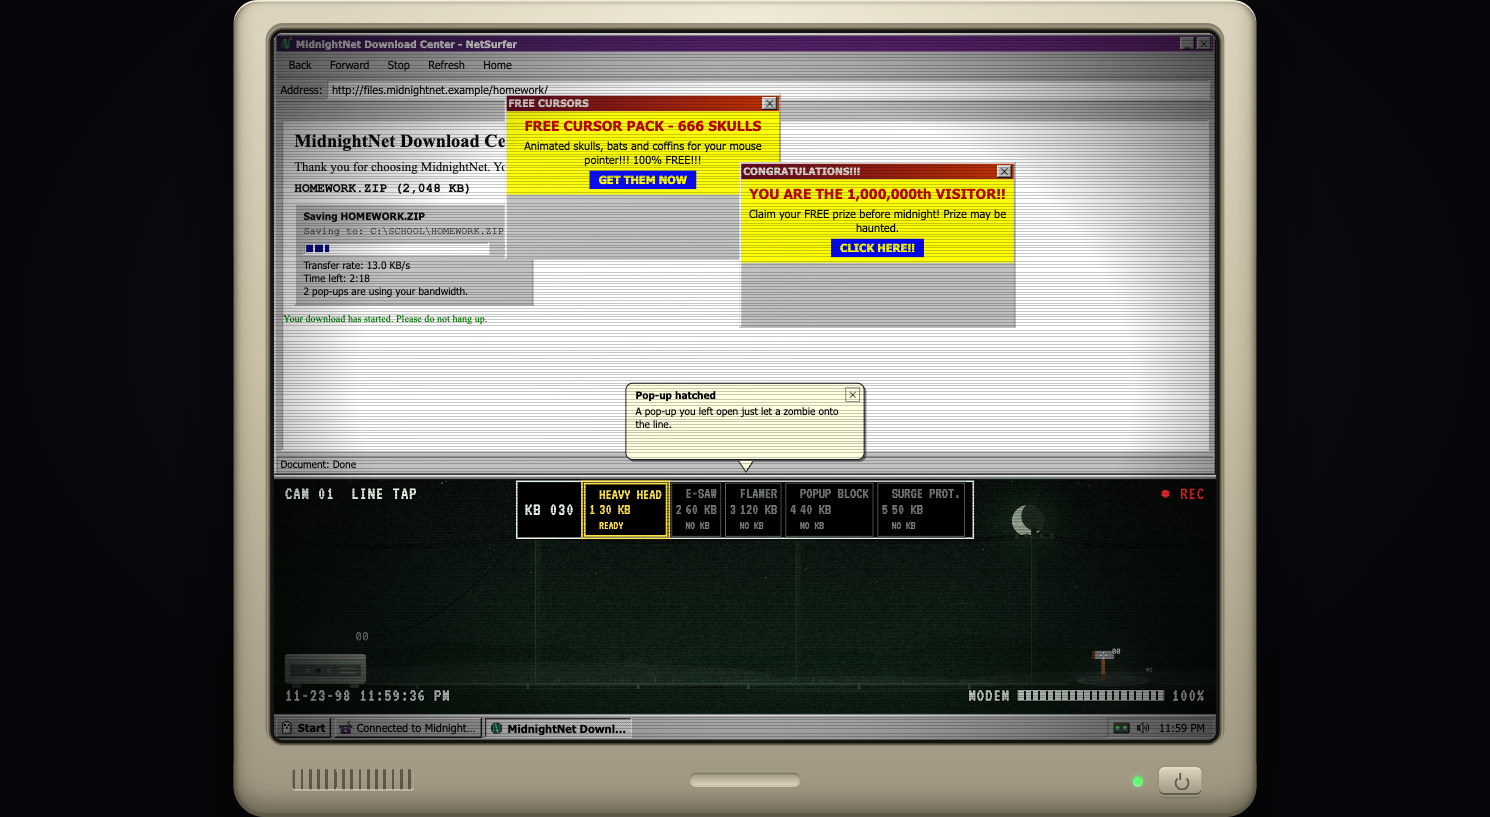 MidnightNet Download Center - NetSurfer
Back Forward Stop Refresh Home
Address: http://files.midnightnet.example/homework/
FREE CURSORS
FREE CURSOR PACK - 666 SKULLS
Animated skulls, bats and coffins for your mouse
pointer!!! 100% FREE!!!
GET THEM NOW
CONGRATULATIONS!!!
YOU ARE THE 1,000,000th VISITOR!!
Claim your FREE prize before midnight! Prize may be
haunted.
CLICK HERE!!
MidnightNet Download Ce
Thank you for choosing MidnightNet. Yo
HOMEWORK.ZIP (2,048 KB)
Saving HOMEWORK.ZIP
Saving to: C:\SCHOOL\HOMEWORK.ZIP
Transfer rate: 13.0 KB/s
Time left: 2:18
2 pop-ups are using your bandwidth.
Your download has started. Please do not hang up.
Pop-up hatched
A pop-up you left open just let a zombie onto
the line.
Document: Done
CAM 01 LINE TAP
KB 030
HEAVY HEAD
1 30 KB
READY
E-SAW
2 60 KB
NO KB
FLAMER
3 120 KB
NO KB
POPUP BLOCK
4 40 KB
NO KB
SURGE PROT.
5 50 KB
NO KB
REC
00
00
11-23-98 11:59:36 PM
MODEM 100%
Start Connected to Midnight... MidnightNet Downl... 11:59 PM